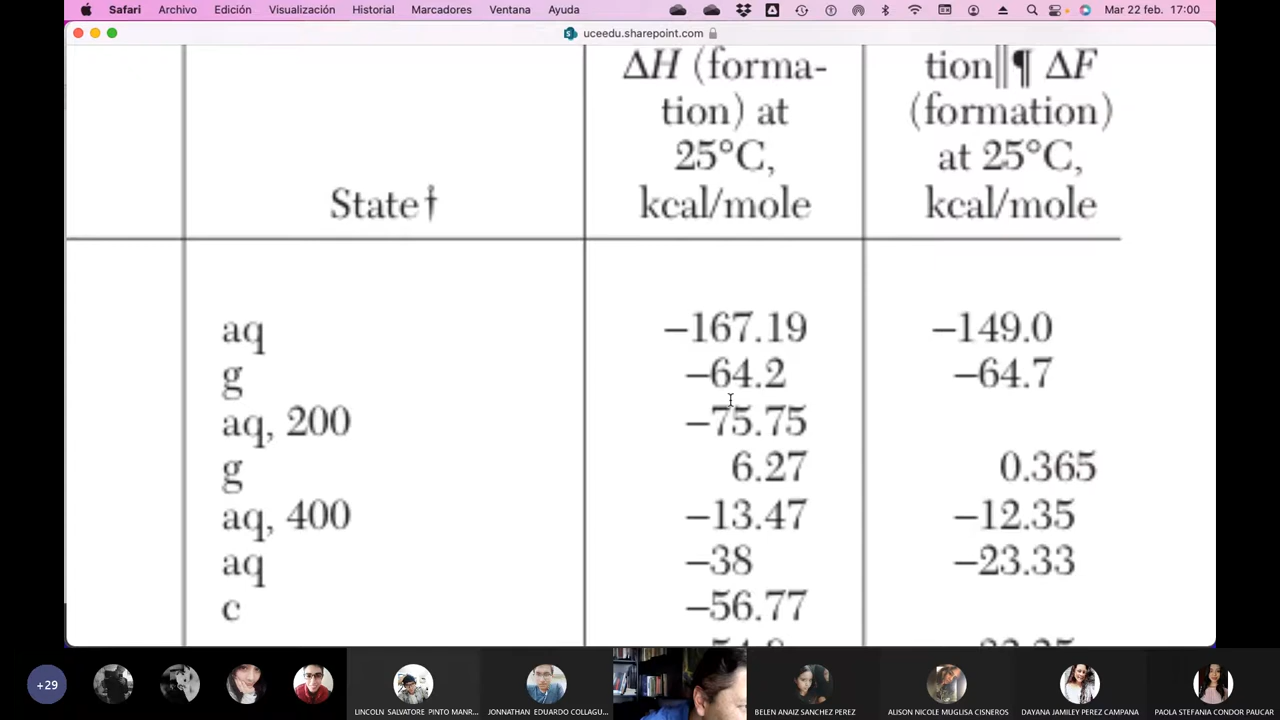 Safari Archivo Edición Visualización Historial Marcadores Ventana Ayuda Mar 22 feb. 17:00
uceedu.sharepoint.com
ΔH (forma-
tion) at
25°C,
kcal/mole
tion‖¶ ΔF
(formation)
at 25°C,
kcal/mole
State†
aq −167.19 −149.0
g −64.2 −64.7
aq, 200 −75.75
g 6.27 0.365
aq, 400 −13.47 −12.35
aq −38 −23.33
c −56.77
+29
LINCON_SALVATORE PINTO MANR...
JONNATHAN EDUARDO COLLAGU...
BELEN ANAIZ SANCHEZ PEREZ
ALISON NICOLE MUGLISA CISNEROS
DAYANA JAMILEY PEREZ CAMPANA
PAOLA STEFANIA CONDOR PAUCAR